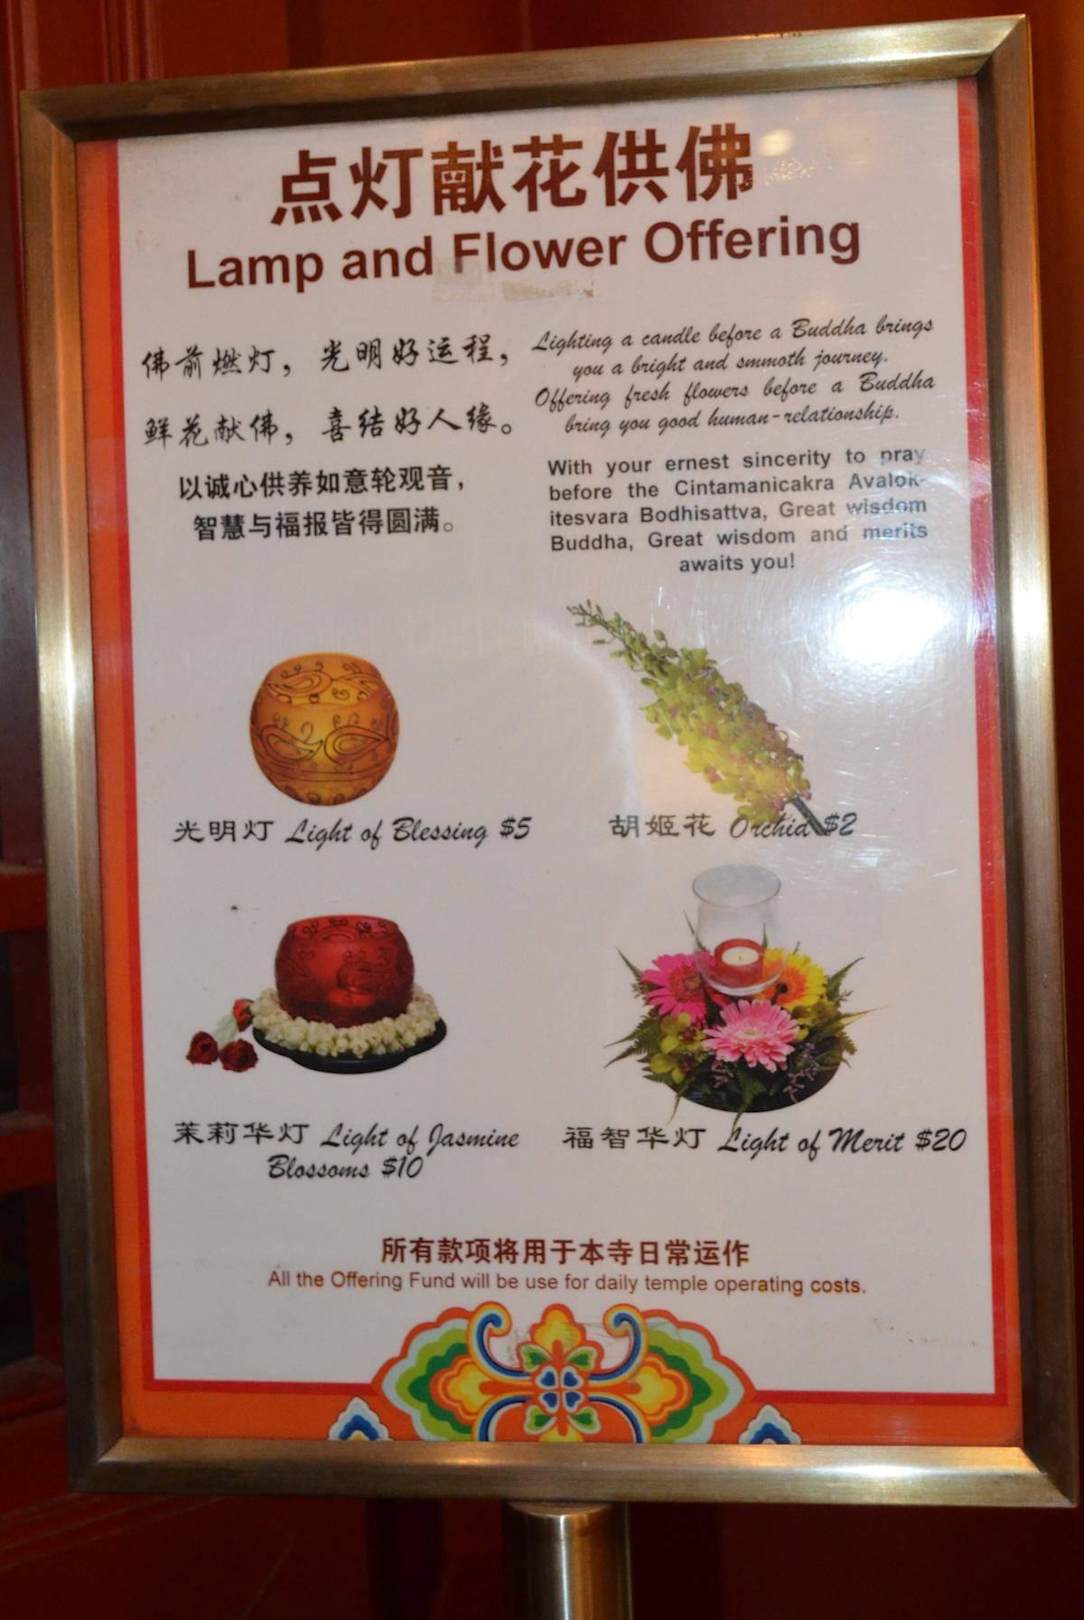 点灯献花供佛
Lamp and Flower Offering
佛前燃灯，光明好运程，
鲜花献佛，喜结好人缘。
以诚心供养如意轮观音，
智慧与福报皆得圆满。
Lighting a candle before a Buddha brings
you a bright and smmoth journey.
Offering fresh flowers before a Buddha
bring you good human-relationship.
With your ernest sincerity to pray
before the Cintamanicakra Avalok-
itesvara Bodhisattva, Great wisdom
Buddha, Great wisdom and merits
awaits you!
光明灯 Light of Blessing $5
胡姬花 Orchid $2
茉莉华灯 Light of Jasmine
Blossoms $10
福智华灯 Light of Merit $20
所有款项将用于本寺日常运作
All the Offering Fund will be use for daily temple operating costs.